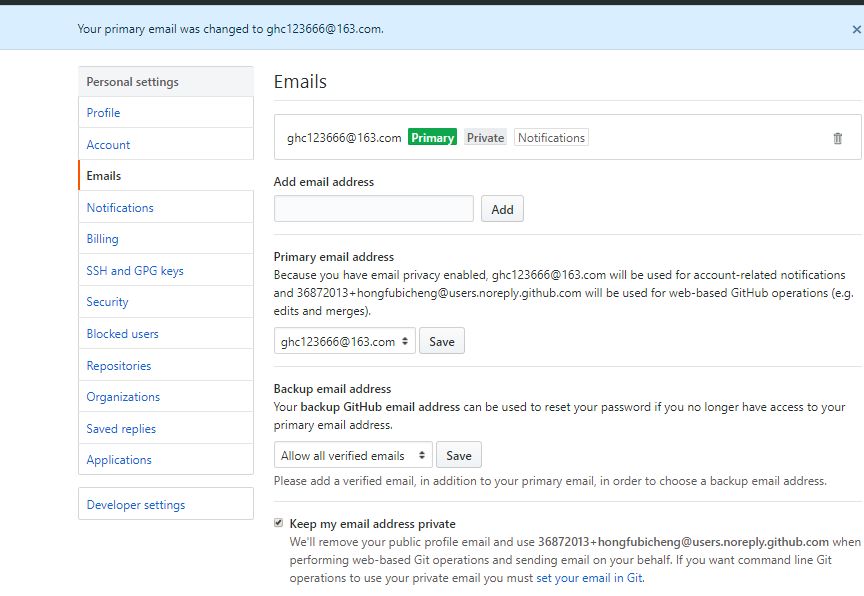 Your primary email was changed to ghc123666@163.com.
Personal settings
Profile
Account
Emails
Notifications
Billing
SSH and GPG keys
Security
Blocked users
Repositories
Organizations
Saved replies
Applications
Developer settings
Emails
ghc123666@163.com Primary Private Notifications
Add email address
Add
Primary email address
Because you have email privacy enabled, ghc123666@163.com will be used for account-related notifications
and 36872013+hongfubicheng@users.noreply.github.com will be used for web-based GitHub operations (e.g.
edits and merges).
ghc123666@163.com Save
Backup email address
Your backup GitHub email address can be used to reset your password if you no longer have access to your
primary email address.
Allow all verified emails Save
Please add a verified email, in addition to your primary email, in order to choose a backup email address.
Keep my email address private
We'll remove your public profile email and use 36872013+hongfubicheng@users.noreply.github.com when
performing web-based Git operations and sending email on your behalf. If you want command line Git
operations to use your private email you must set your email in Git.